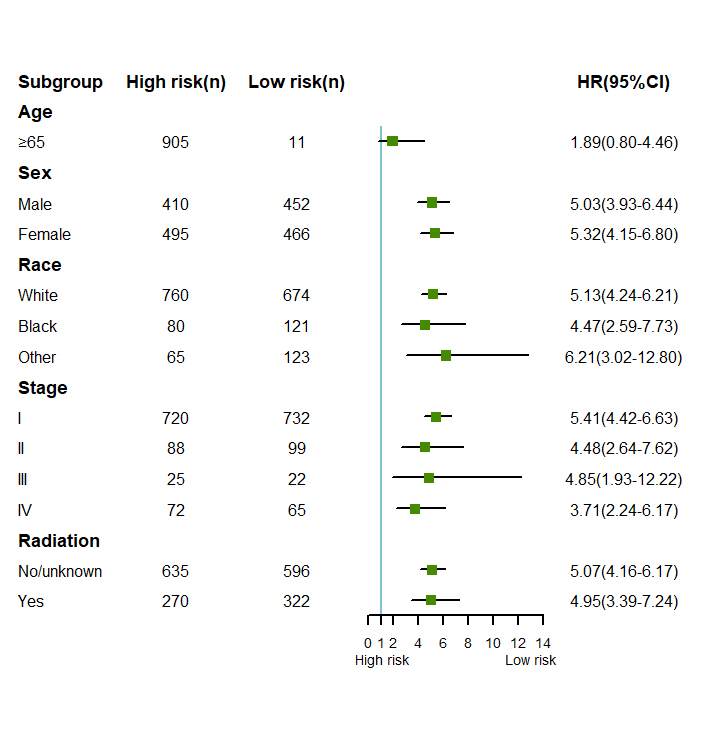 Subgroup High risk(n) Low risk(n) HR(95%CI)
Age
≥65 905 11 1.89(0.80-4.46)
Sex
Male 410 452 5.03(3.93-6.44)
Female 495 466 5.32(4.15-6.80)
Race
White 760 674 5.13(4.24-6.21)
Black 80 121 4.47(2.59-7.73)
Other 65 123 6.21(3.02-12.80)
Stage
I 720 732 5.41(4.42-6.63)
II 88 99 4.48(2.64-7.62)
III 25 22 4.85(1.93-12.22)
IV 72 65 3.71(2.24-6.17)
Radiation
No/unknown 635 596 5.07(4.16-6.17)
Yes 270 322 4.95(3.39-7.24)
0 1 2 4 6 8 10 12 14
High risk Low risk